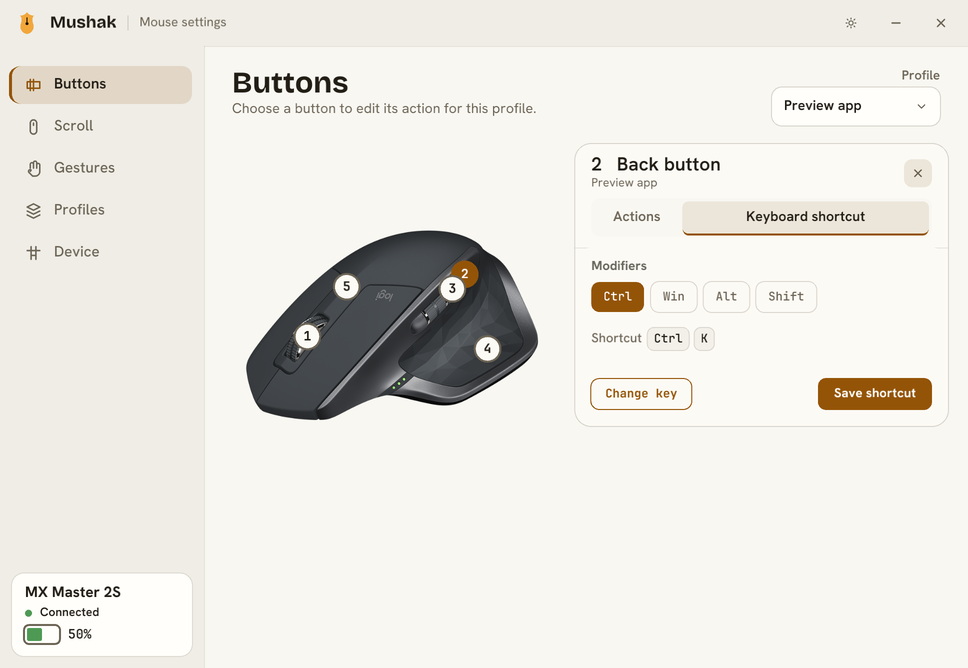 Mushak
Mouse settings
Buttons
Scroll
Gestures
Profiles
Device
MX Master 2S
Connected
50%
Buttons
Choose a button to edit its action for this profile.
Profile
Preview app
1
2
3
4
5
logi
2 Back button
Preview app
Actions
Keyboard shortcut
Modifiers
Ctrl Win Alt Shift
Shortcut Ctrl K
Change key
Save shortcut